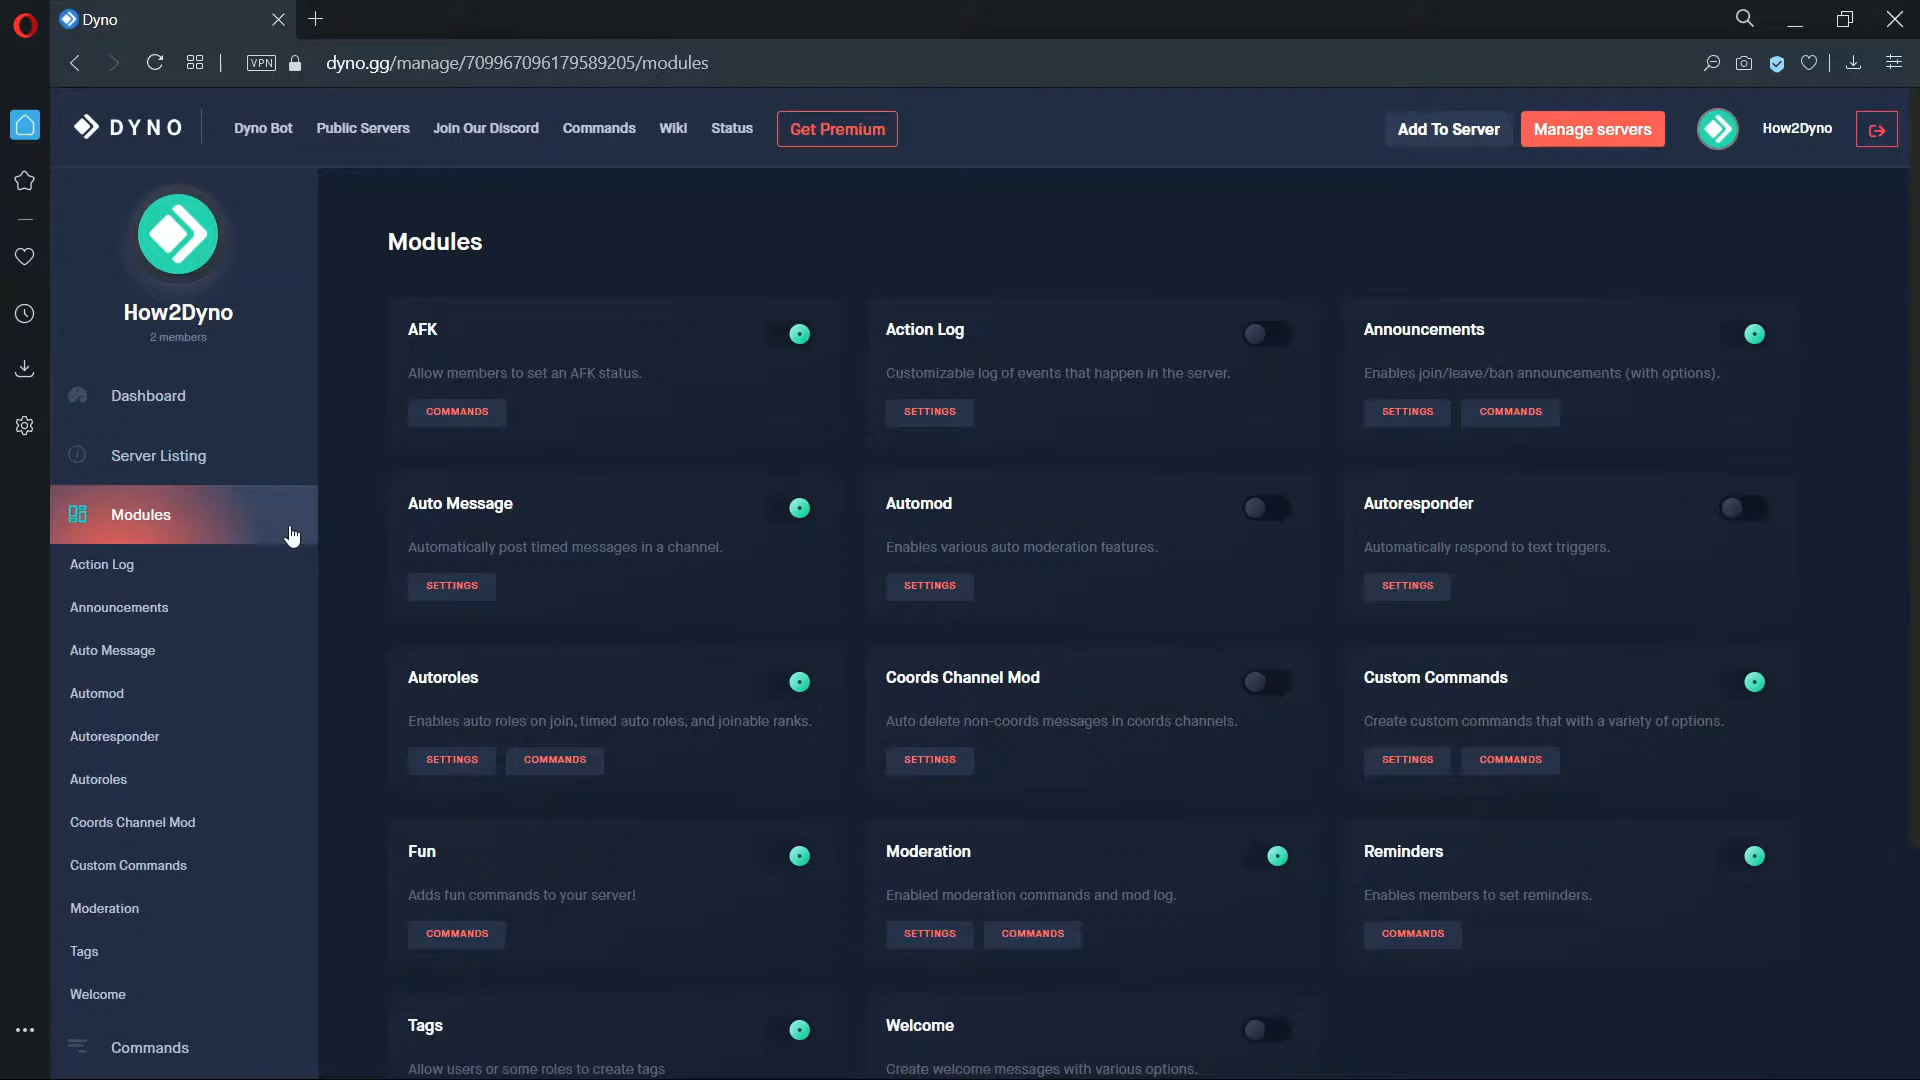 Dyno
VPN
dyno.gg/manage/709967096179589205/modules
DYNO
Dyno Bot
Public Servers
Join Our Discord
Commands
Wiki
Status
Get Premium
Add To Server
Manage servers
How2Dyno
How2Dyno
2 members
Dashboard
Server Listing
Modules
Action Log
Announcements
Auto Message
Automod
Autoresponder
Autoroles
Coords Channel Mod
Custom Commands
Moderation
Tags
Welcome
Commands
Modules
AFK
Allow members to set an AFK status.
COMMANDS
Action Log
Customizable log of events that happen in the server.
SETTINGS
Announcements
Enables join/leave/ban announcements (with options).
SETTINGS
COMMANDS
Auto Message
Automatically post timed messages in a channel.
SETTINGS
Automod
Enables various auto moderation features.
SETTINGS
Autoresponder
Automatically respond to text triggers.
SETTINGS
Autoroles
Enables auto roles on join, timed auto roles, and joinable ranks.
SETTINGS
COMMANDS
Coords Channel Mod
Auto delete non-coords messages in coords channels.
SETTINGS
Custom Commands
Create custom commands that with a variety of options.
SETTINGS
COMMANDS
Fun
Adds fun commands to your server!
COMMANDS
Moderation
Enabled moderation commands and mod log.
SETTINGS
COMMANDS
Reminders
Enables members to set reminders.
COMMANDS
Tags
Allow users or some roles to create tags
Welcome
Create welcome messages with various options.